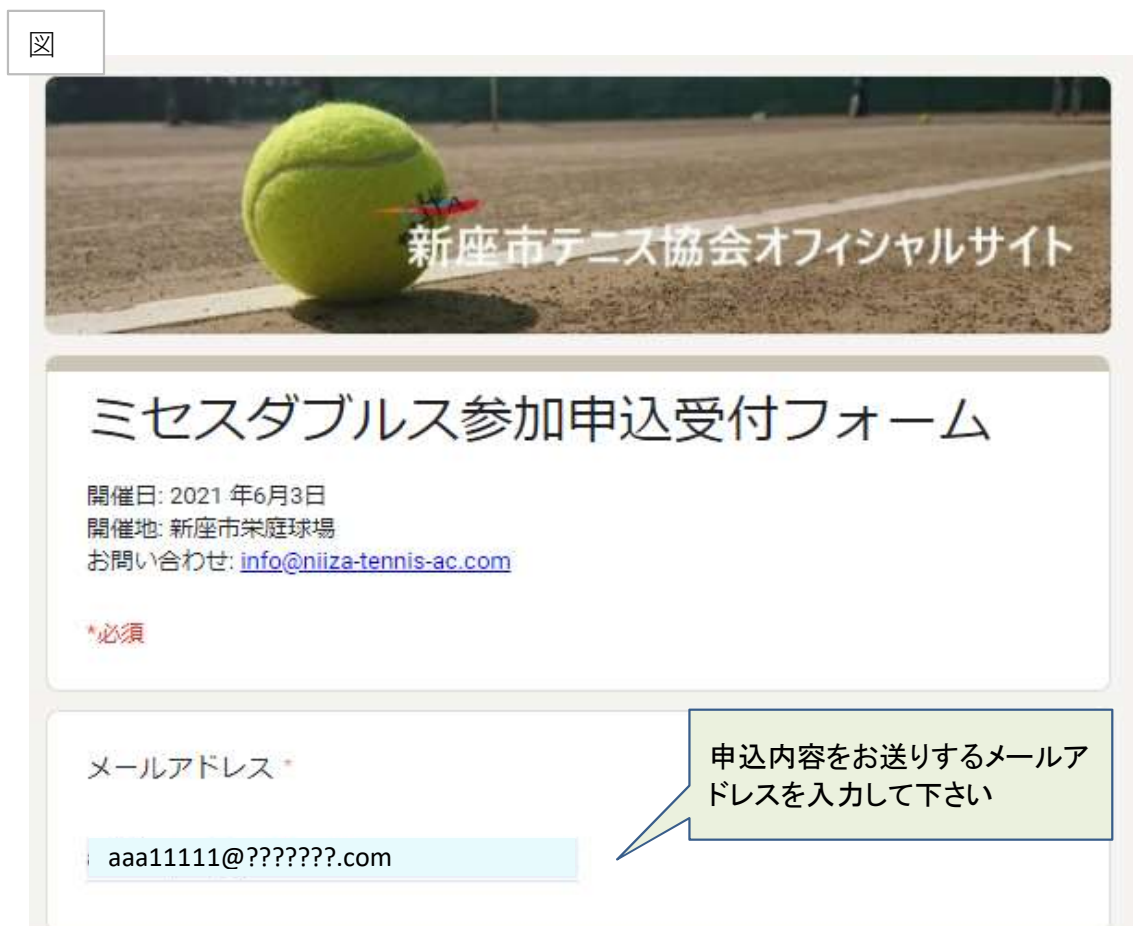 図
新座市テニス協会オフィシャルサイト
ミセスダブルス参加申込受付フォーム
開催日: 2021 年6月3日
開催地: 新座市栄庭球場
お問い合わせ: info@niiza-tennis-ac.com
*必須
メールアドレス *
申込内容をお送りするメールア
ドレスを入力して下さい
aaa11111@???????.com